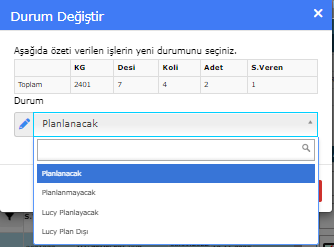 Durum Değiştir
Aşağıda özeti verilen işlerin yeni durumunu seçiniz.
KG Desi Koli Adet S.Veren
Toplam 2401 7 4 2 1
Durum
Planlanacak
Planlanacak
Planlanmayacak
Lucy Planlayacak
Lucy Plan Dışı